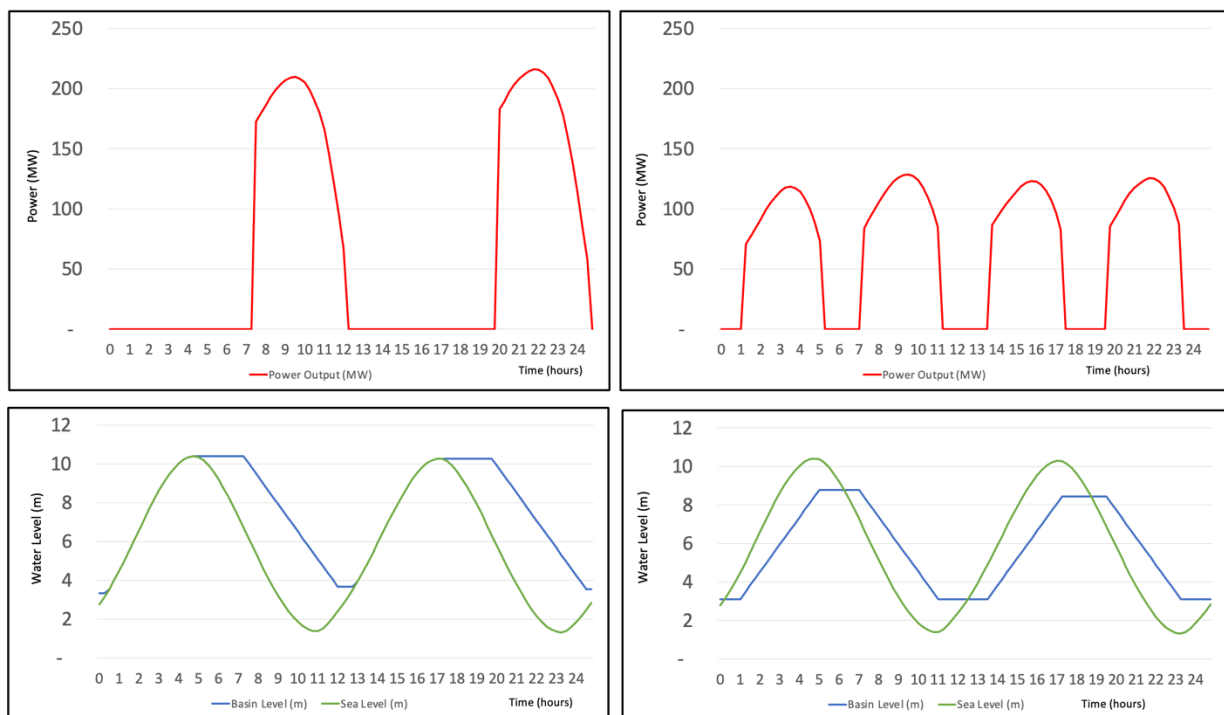 250
200
150
100
50
-
Power (MW)
0 1 2 3 4 5 6 7 8 9 10 11 12 13 14 15 16 17 18 19 20 21 22 23 24
Power Output (MW)
Time (hours)
250
200
150
100
50
-
Power (MW)
0 1 2 3 4 5 6 7 8 9 10 11 12 13 14 15 16 17 18 19 20 21 22 23 24
Power Output (MW)
Time (hours)
12
10
8
6
4
2
-
Water Level (m)
0 1 2 3 4 5 6 7 8 9 10 11 12 13 14 15 16 17 18 19 20 21 22 23 24
Basin Level (m) Sea Level (m)
Time (hours)
12
10
8
6
4
2
-
Water Level (m)
0 1 2 3 4 5 6 7 8 9 10 11 12 13 14 15 16 17 18 19 20 21 22 23 24
Basin Level (m) Sea Level (m)
Time (hours)